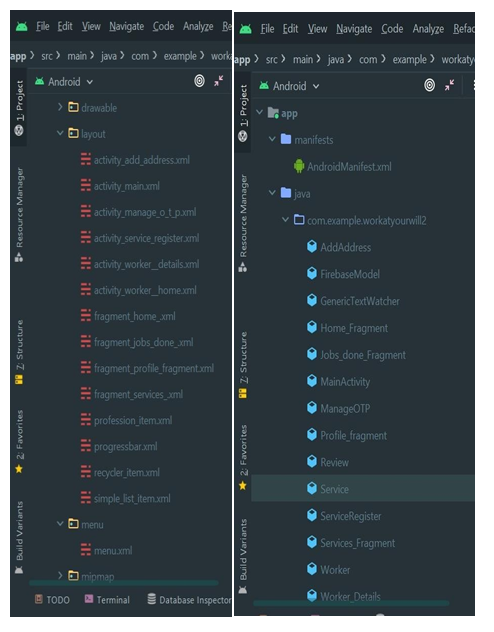 File Edit View Navigate Code Analyze
app src main java com example
Android
drawable
layout
activity_add_address.xml
activity_main.xml
activity_manage_o_t_p.xml
activity_service_register.xml
activity_worker__details.xml
activity_worker__home.xml
fragment_home_.xml
fragment_jobs_done_.xml
fragment_profile_fragment.xml
fragment_services_.xml
profession_item.xml
progressbar.xml
recycler_item.xml
simple_list_item.xml
menu
menu.xml
mipmap
1: Project
Resource Manager
7: Structure
2: Favorites
Build Variants
TODO Terminal Database Inspector
File Edit View Navigate Code Analyze
app src main java com example
Android
app
manifests
AndroidManifest.xml
java
com.example.workatyourwill2
AddAddress
FirebaseModel
GenericTextWatcher
Home_Fragment
Jobs_done_Fragment
MainActivity
ManageOTP
Profile_fragment
Review
Service
ServiceRegister
Services_Fragment
Worker
Worker_Details
1: Project
Resource Manager
7: Structure
2: Favorites
Build Variants